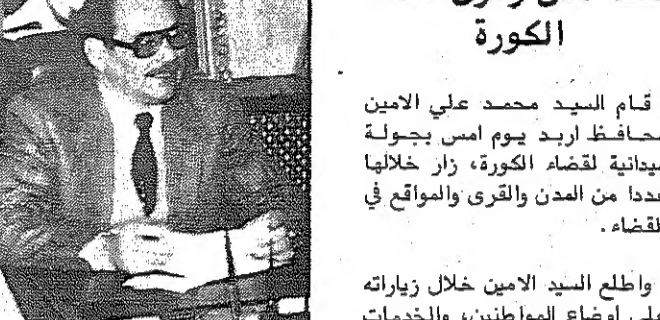 الكورة
قام السيد محمد علي الامين
محافظ اربد يوم امس بجولة
ميدانية لقضاء الكورة، زار خلالها
عددا من المدن والقرى والمواقع في
القضاء.
واطلع السيد الامين خلال زياراته
على اوضاع المواطنين، والخدمات